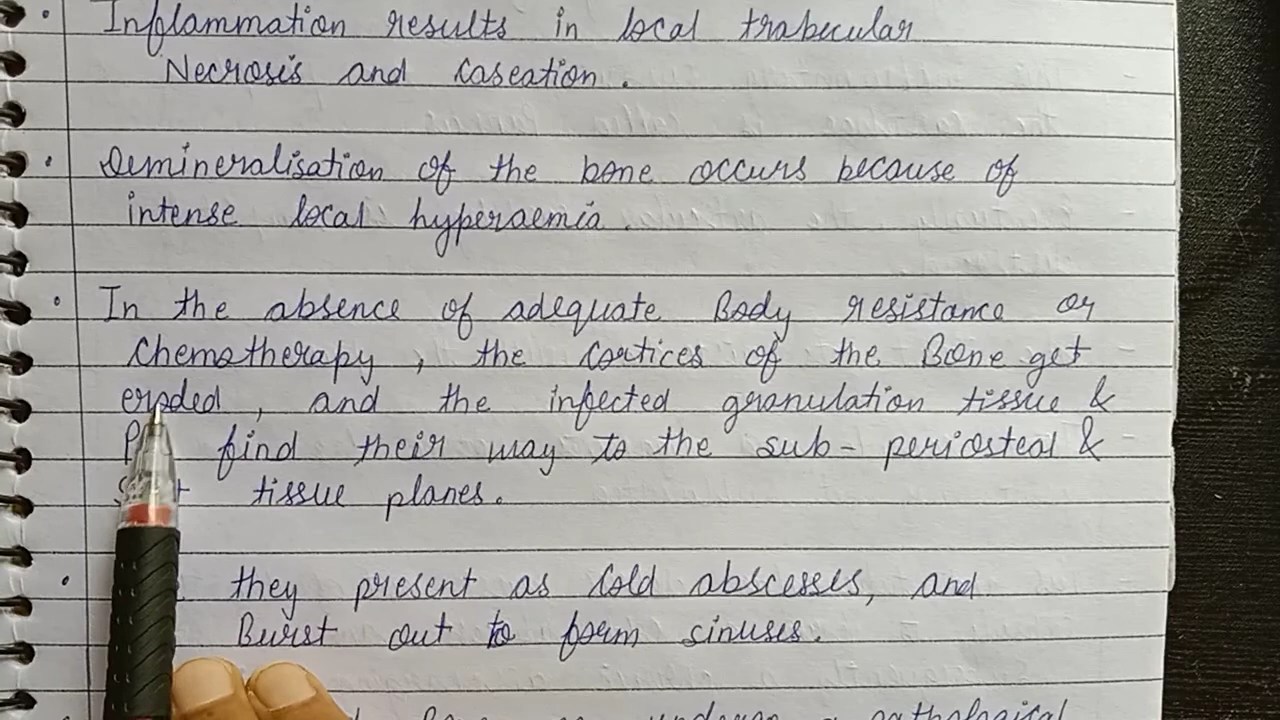 • Inflammation results in local trabecular
Necrosis and Caseation.
• Demineralisation of the bone occurs because of
intense local hyperaemia.
• In the absence of adequate Body resistance or
Chemotherapy, the Cortices of the Bone get
eroded, and the infected granulation tissue &
find their way to the sub-periosteal &
tissue planes.
• they present as Cold abscesses, and
Burst out to form sinuses.
pathological